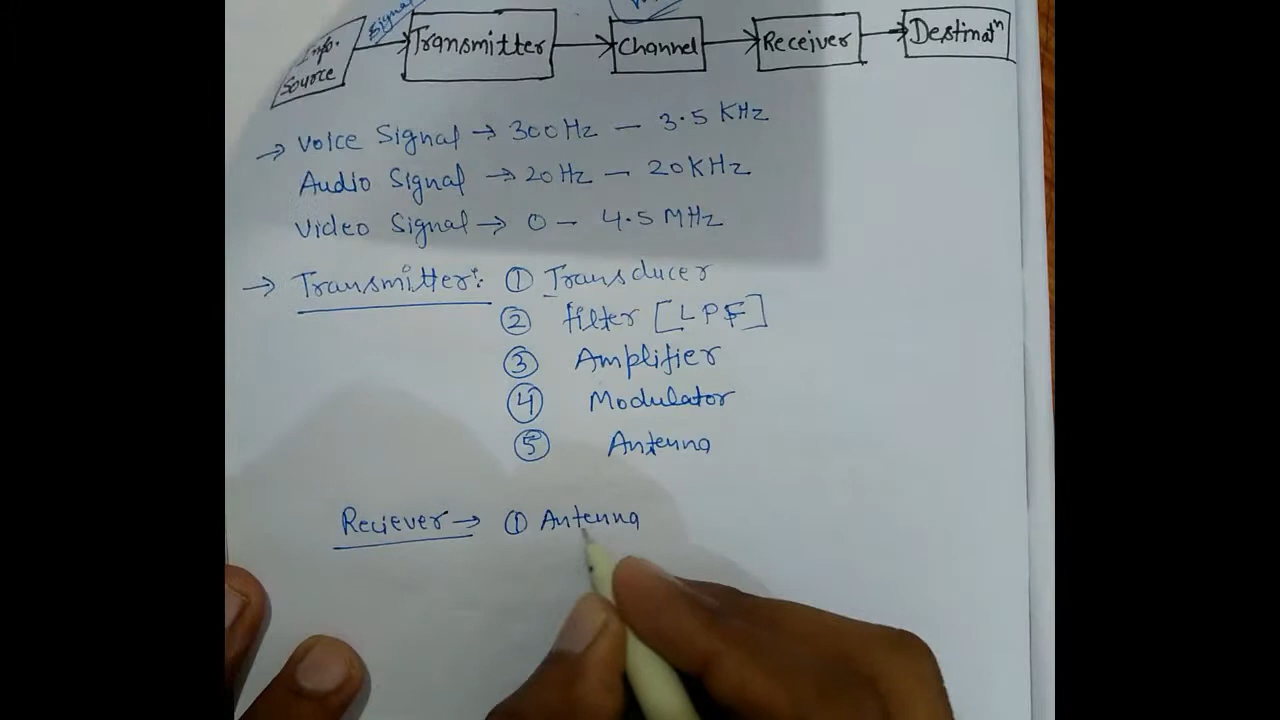 Info. Source Signal Transmitter Channel Receiver Destinatn
→ Voice Signal → 300Hz – 3.5 KHz
Audio Signal → 20Hz – 20KHz
Video Signal → 0 – 4.5 MHz
→ Transmitter: ① Transducer
② filter [LPF]
③ Amplifier
④ Modulator
⑤ Antenna
Reciever → ① Antenna